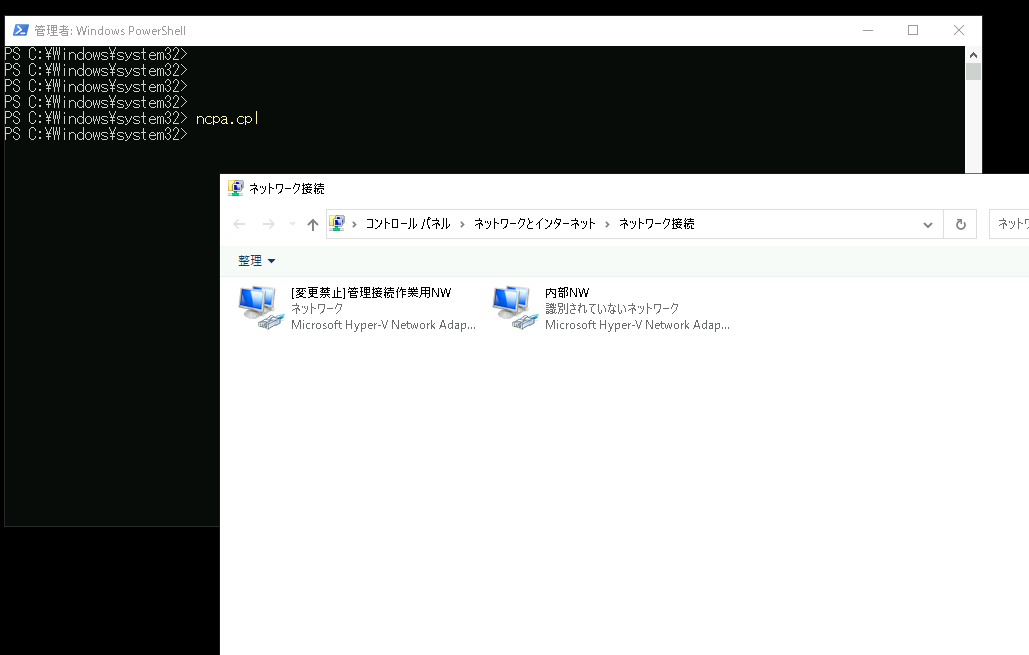 管理者: Windows PowerShell
PS C:¥Windows¥system32>
PS C:¥Windows¥system32>
PS C:¥Windows¥system32>
PS C:¥Windows¥system32>
PS C:¥Windows¥system32> ncpa.cpl
PS C:¥Windows¥system32>
ネットワーク接続
コントロール パネル > ネットワークとインターネット > ネットワーク接続
ネットワ
整理
[変更禁止]管理接続作業用NW
ネットワーク
Microsoft Hyper-V Network Adap...
内部NW
識別されていないネットワーク
Microsoft Hyper-V Network Adap...